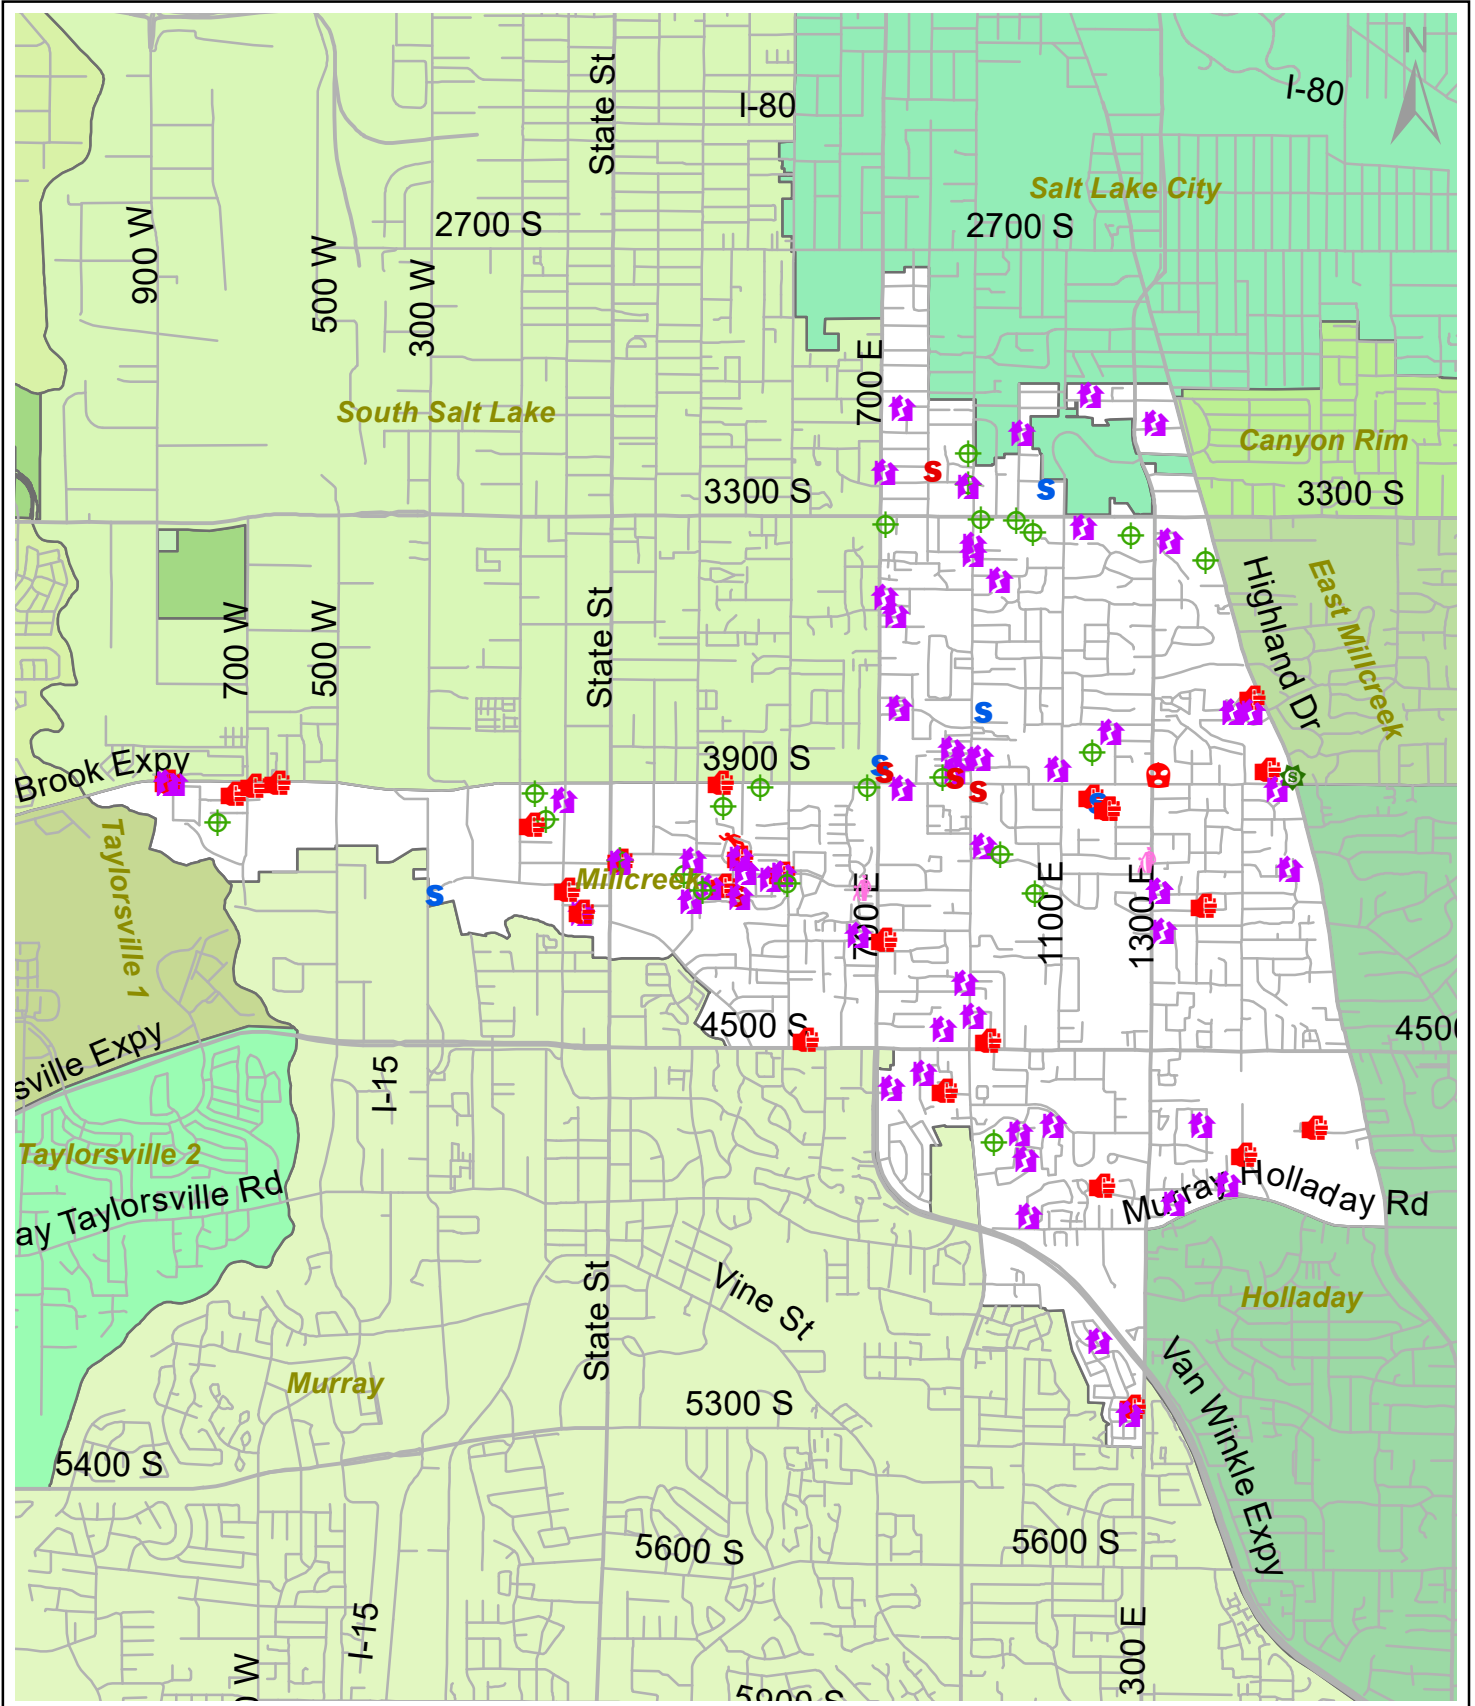 N
State St
I-80
I-80
Salt Lake City
900 W
2700 S
2700 S
500 W
300 W
700 E
South Salt Lake
Canyon Rim
S
3300 S
S
3300 S
Highland Dr
East Millcreek
State St
700 W
500 W
S
Brook Expy
3900 S
S
S
S
S
S
S
Taylorsville 1
Millcreek
S
700 E
1100 E
1300 E
4500 S
4500
sville Expy
I-15
Taylorsville 2
ay Taylorsville Rd
Murray Holladay Rd
State St
Vine St
Holladay
Murray
Van Winkle Expy
5300 S
5400 S
5600 S
5600 S
I-15
300 E
0 W
5900 S